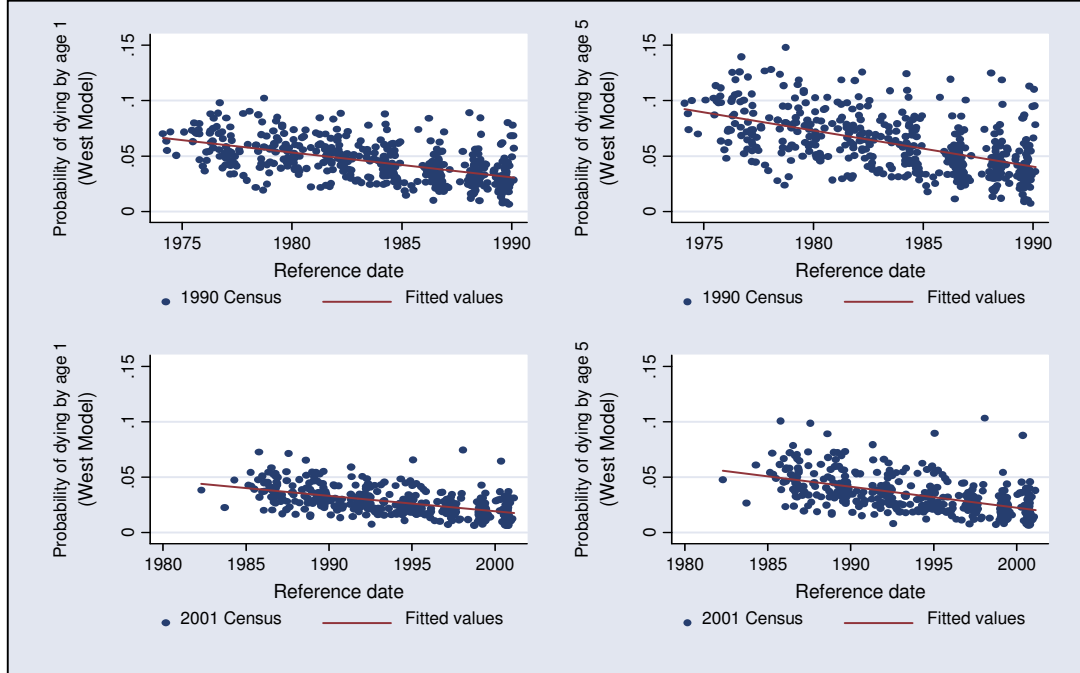 Probability of dying by age 1
(West Model)
.15
.1
.05
0
1975 1980 1985 1990
Reference date
1990 Census Fitted values
Probability of dying by age 5
(West Model)
.15
.1
.05
0
1975 1980 1985 1990
Reference date
1990 Census Fitted values
Probability of dying by age 1
(West Model)
.15
.1
.05
0
1980 1985 1990 1995 2000
Reference date
2001 Census Fitted values
Probability of dying by age 5
(West Model)
.15
.1
.05
0
1980 1985 1990 1995 2000
Reference date
2001 Census Fitted values